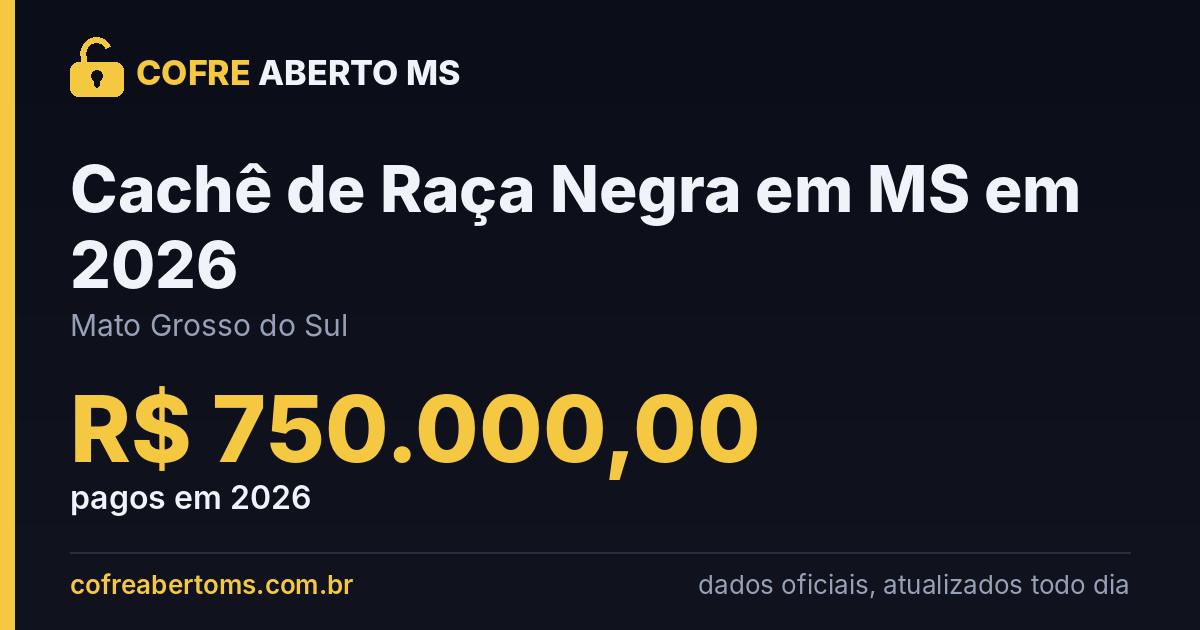 COFRE ABERTO MS
Cachê de Raça Negra em MS em
2026
Mato Grosso do Sul
R$ 750.000,00
pagos em 2026
cofreabertoms.com.br
dados oficiais, atualizados todo dia